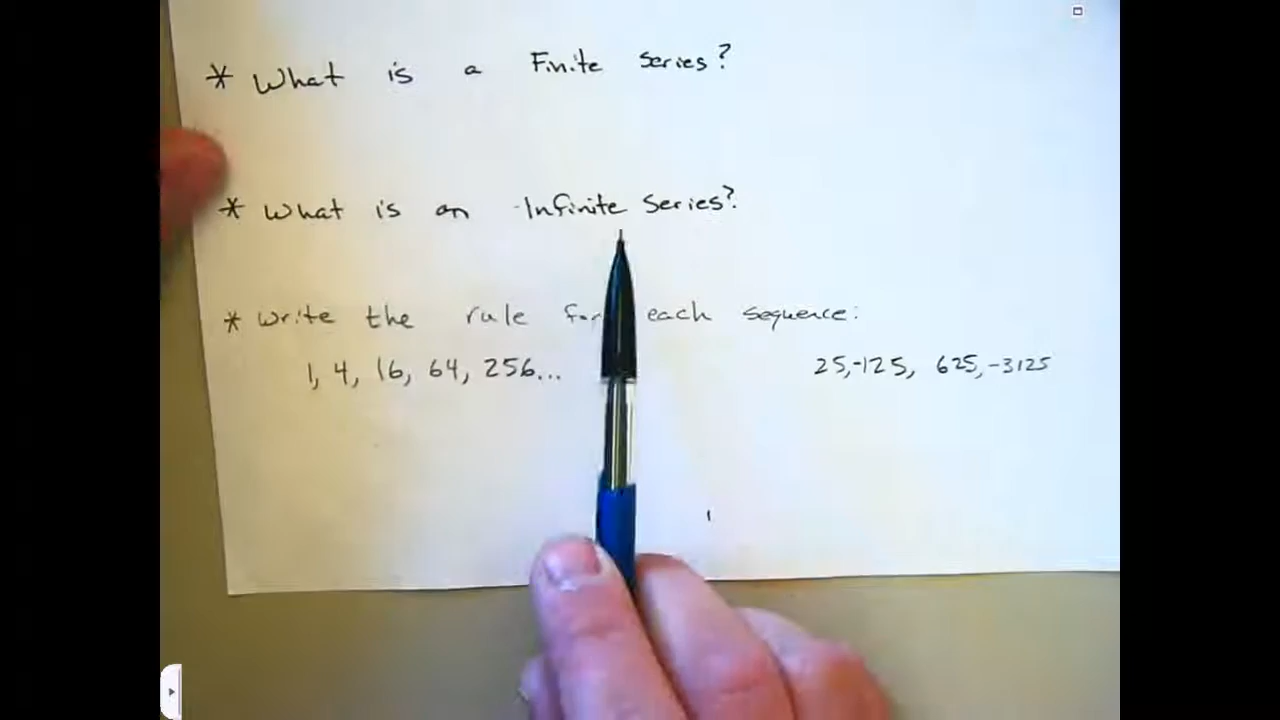 * What is a Finite series?
* What is an Infinite series?
* Write the rule for each sequence:
1, 4, 16, 64, 256... 25, -125, 625, -3125